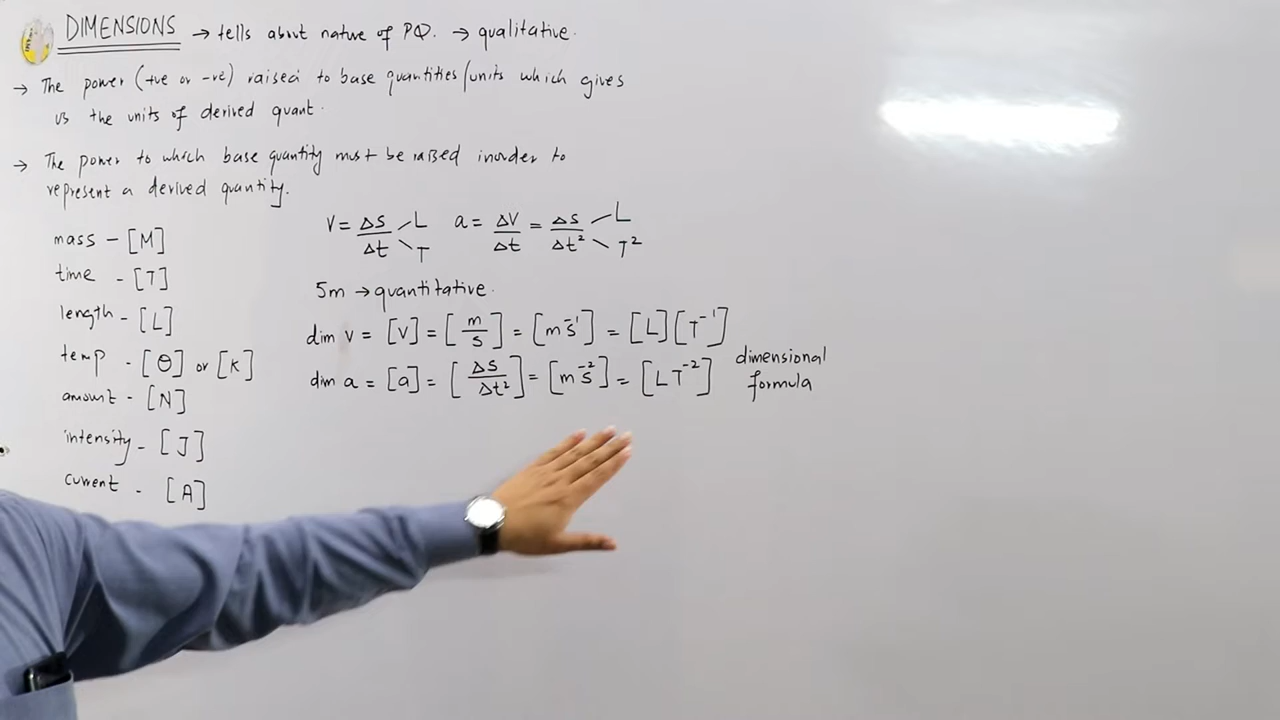 DIMENSIONS → tells about nature of PQ. → qualitative.
→ The power (+ve or -ve) raised to base quantities/units which gives
us the units of derived quant.
→ The power to which base quantity must be raised inorder to
represent a derived quantity.
mass - [M]
time - [T]
length - [L]
temp - [θ] or [K]
amount - [N]
intensity - [J]
current - [A]
V = ΔS/Δt L T a = ΔV/Δt = ΔS/Δt² L T²
5m → quantitative.
dim v = [V] = [m/s] = [ms⁻¹] = [L][T⁻¹]
dim a = [a] = [ΔS/Δt²] = [ms⁻²] = [LT⁻²] dimensional
formula